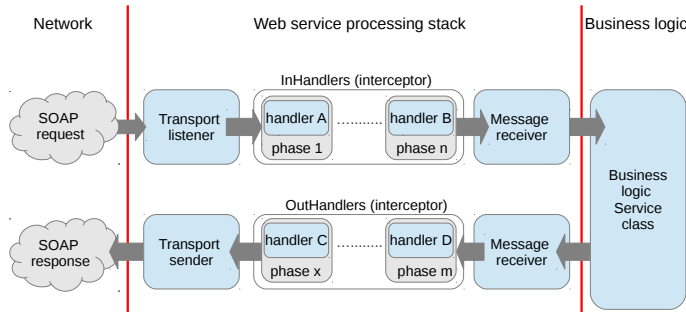 Network
Web service processing stack
Business logic
InHandlers (interceptor)
SOAP
request
Transport
listener
handler A
...........
handler B
phase 1
phase n
Message
receiver
Business
logic
Service
class
OutHandlers (interceptor)
SOAP
response
Transport
sender
handler C
...........
handler D
phase x
phase m
Message
receiver